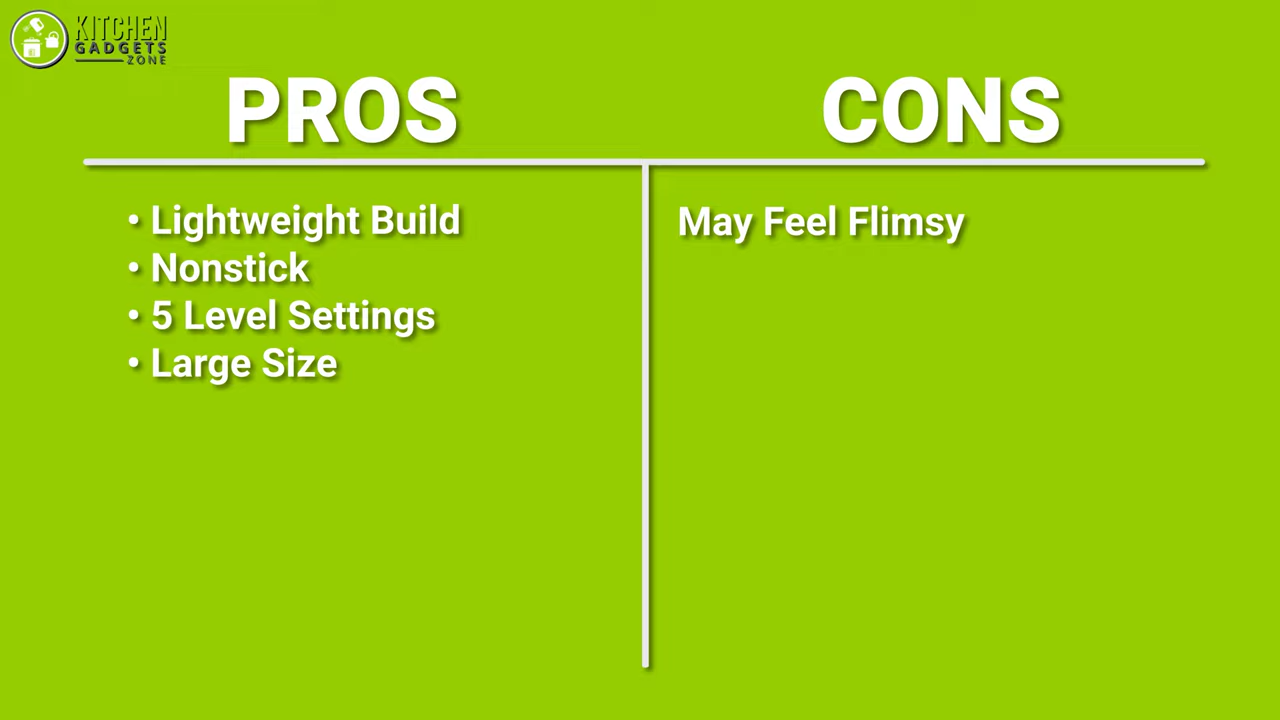 KITCHEN
GADGETS
ZONE
PROS
CONS
• Lightweight Build
• Nonstick
• 5 Level Settings
• Large Size
May Feel Flimsy